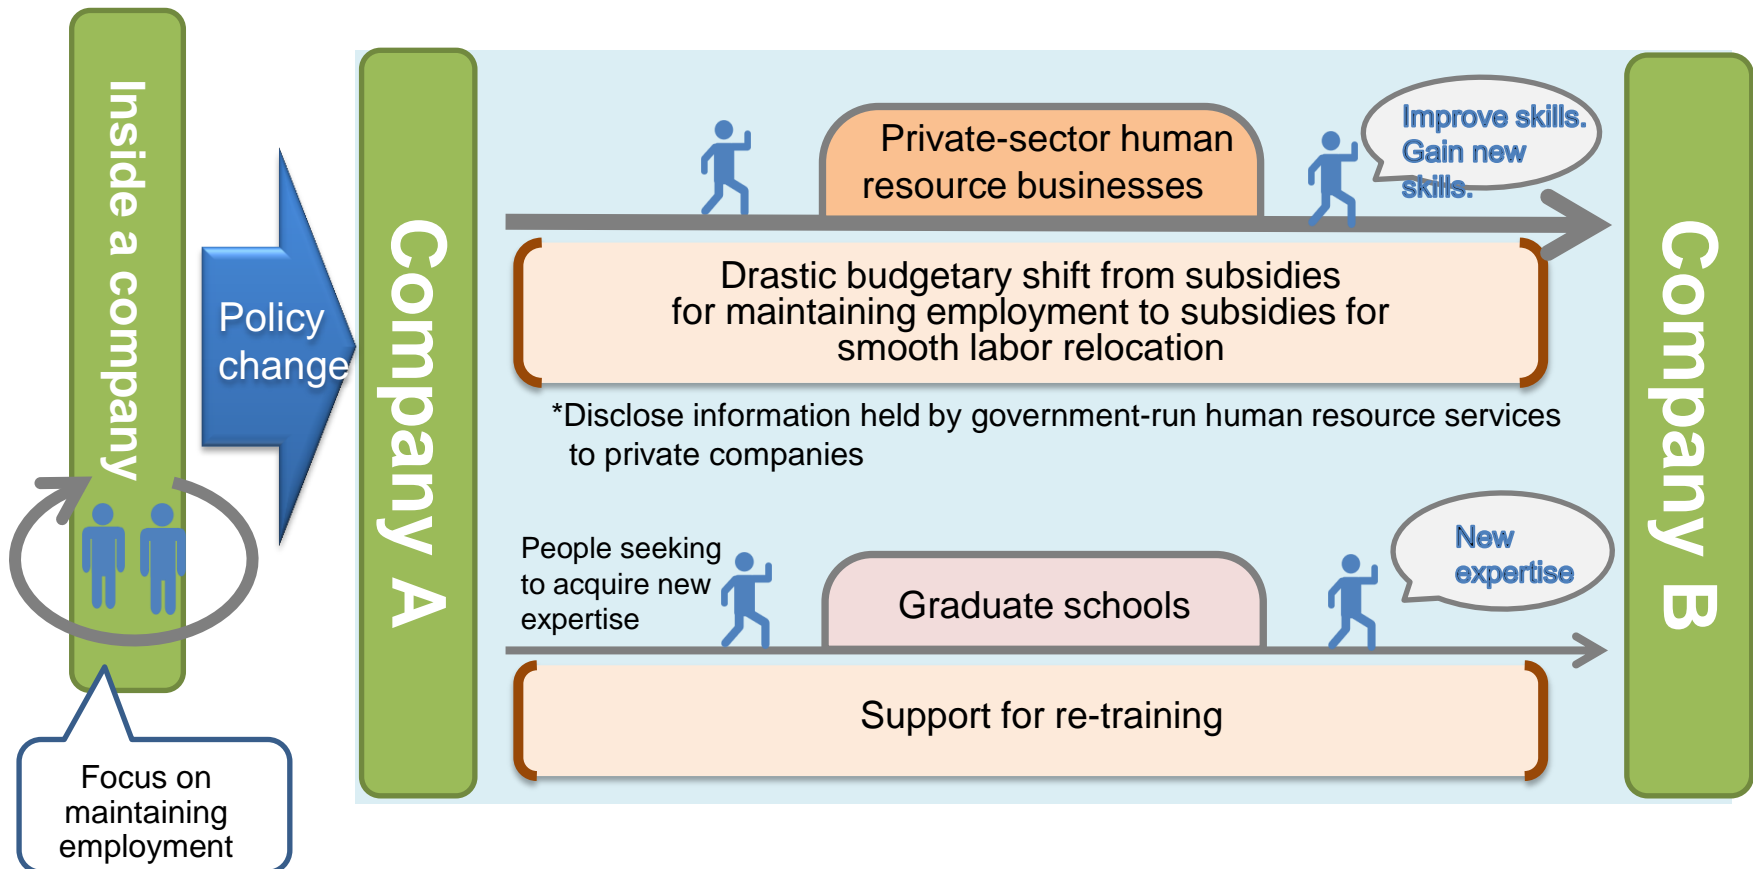 Inside a company
Focus on
maintaining
employment
Policy
change
Company A
Private-sector human
resource businesses
Improve skills.
Gain new
skills.
Drastic budgetary shift from subsidies
for maintaining employment to subsidies for
smooth labor relocation
*Disclose information held by government-run human resource services
to private companies
People seeking
to acquire new
expertise
Graduate schools
New
expertise
Support for re-training
Company B